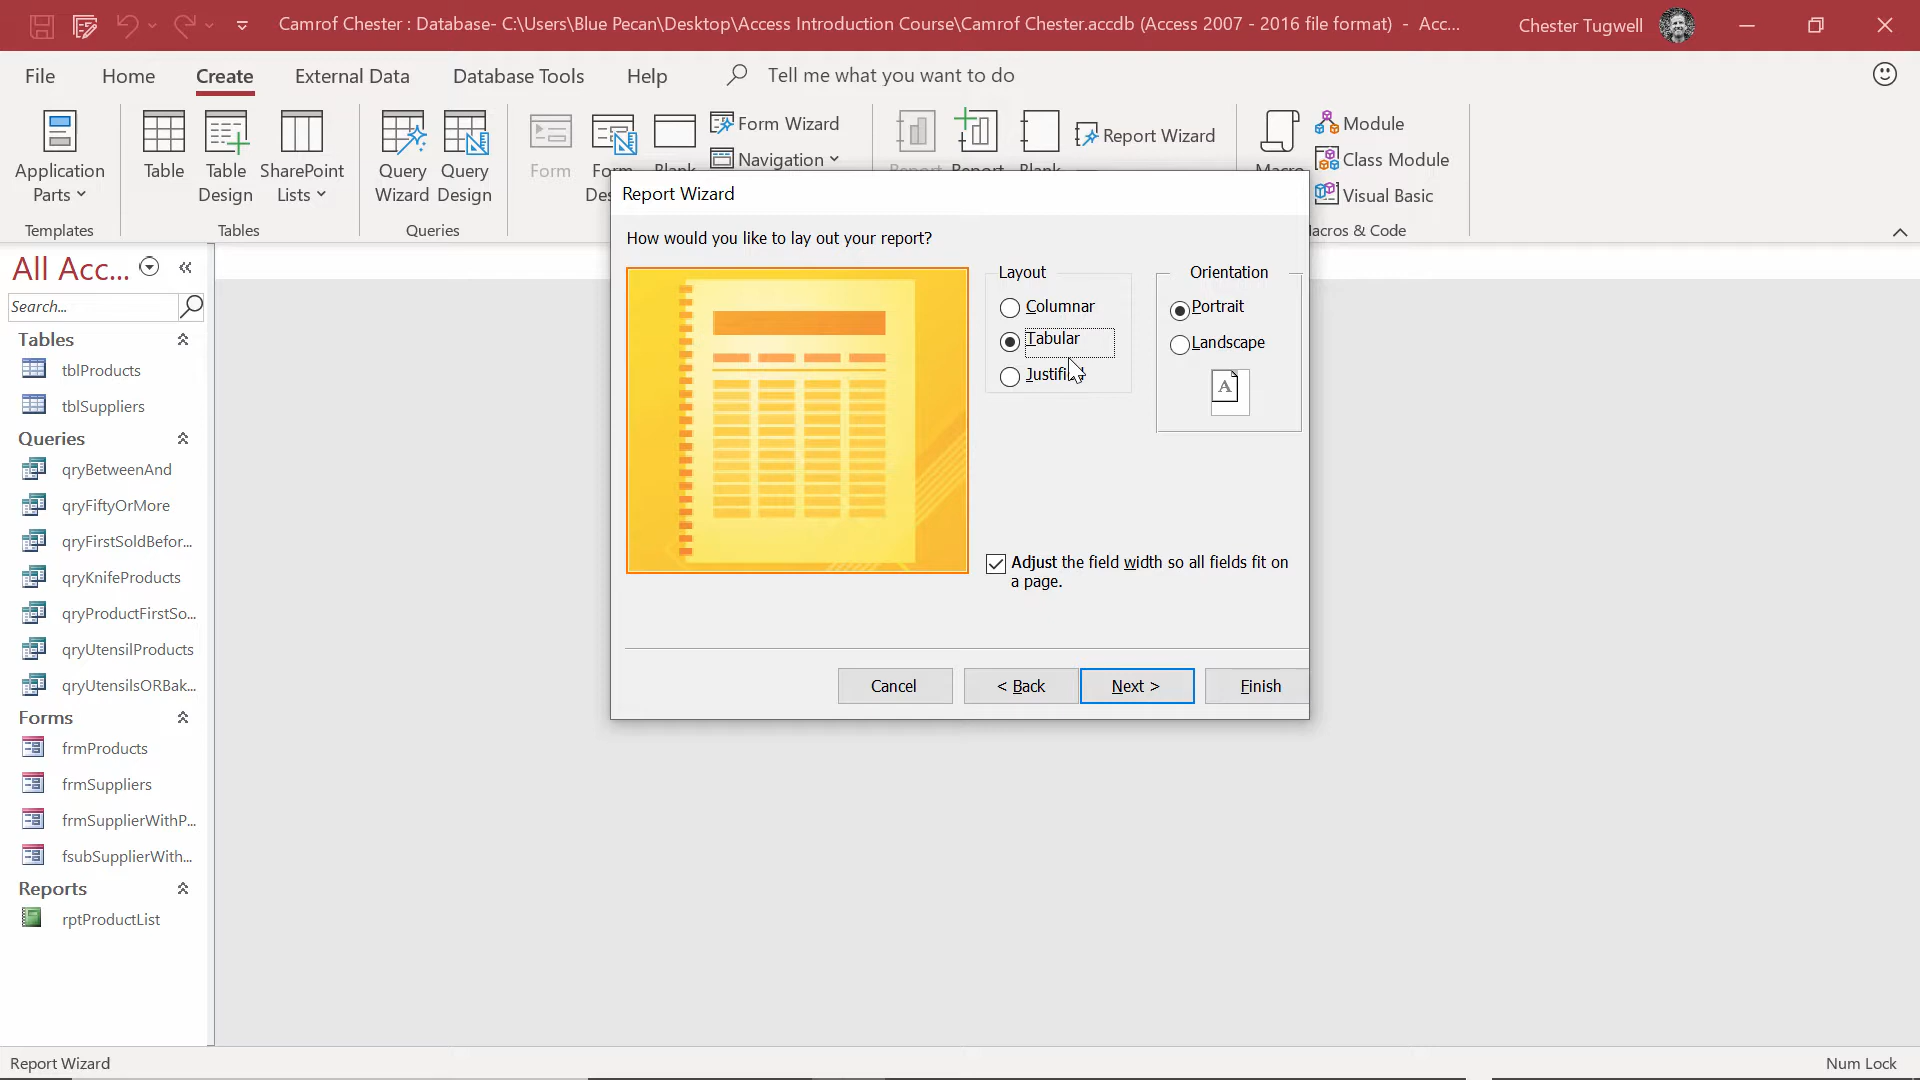 Camrof Chester : Database- C:\Users\Blue Pecan\Desktop\Access Introduction Course\Camrof Chester.accdb (Access 2007 - 2016 file format) - Acc...
Chester Tugwell
File Home Create External Data Database Tools Help Tell me what you want to do
Application Parts
Table
Table Design
SharePoint Lists
Query Wizard
Query Design
Form
Form Wizard
Navigation
Report Wizard
Module
Class Module
Visual Basic
Templates
Tables
Queries
Report Wizard
How would you like to lay out your report?
Layout
Columnar
Tabular
Orientation
Portrait
Landscape
A
Adjust the field width so all fields fit on
a page.
Cancel
< Back
Next >
Finish
All Acc...
Search...
Tables
tblProducts
tblSuppliers
Queries
qryBetweenAnd
qryFiftyOrMore
qryFirstSoldBefor...
qryKnifeProducts
qryProductFirstSo...
qryUtensilProducts
qryUtensilsORBak...
Forms
frmProducts
frmSuppliers
frmSupplierWithP...
fsubSupplierWith...
Reports
rptProductList
Report Wizard
Num Lock